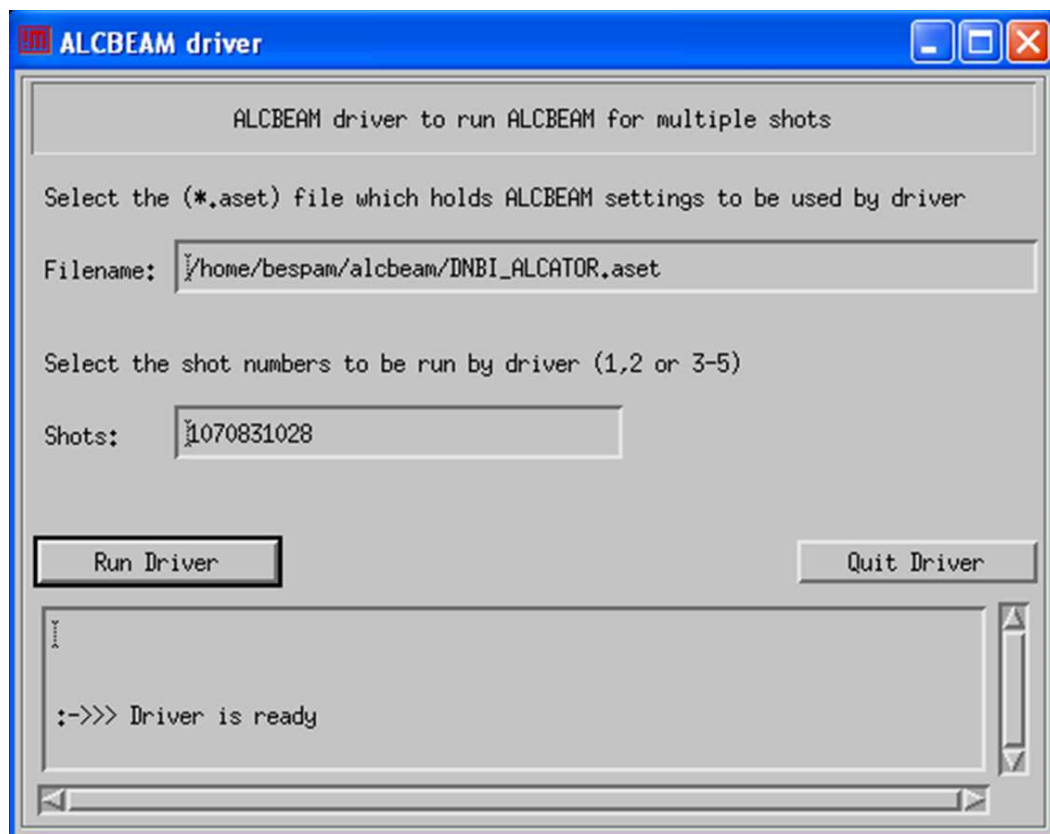 ALCBEAM driver
ALCBEAM driver to run ALCBEAM for multiple shots
Select the (*.aset) file which holds ALCBEAM settings to be used by driver
Filename: /home/bespam/alcbeam/DNBI_ALCATOR.aset
Select the shot numbers to be run by driver (1,2 or 3-5)
Shots: 1070831028
Run Driver Quit Driver
:->>> Driver is ready